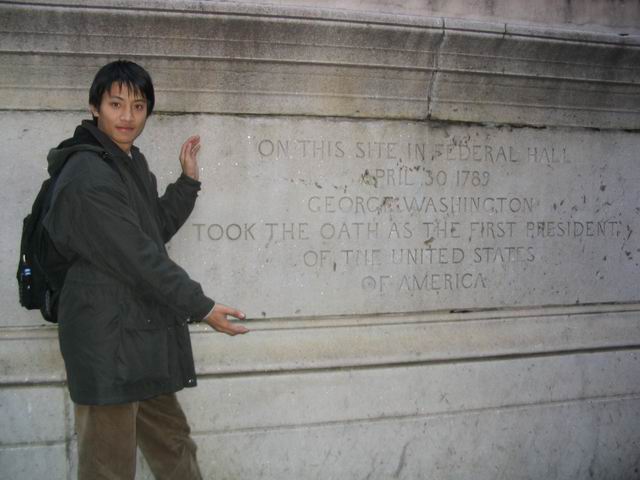 ON THIS SITE IN FEDERAL HALL
APRIL 30 1789
GEORGE WASHINGTON
TOOK THE OATH AS THE FIRST PRESIDENT
OF THE UNITED STATES
OF AMERICA